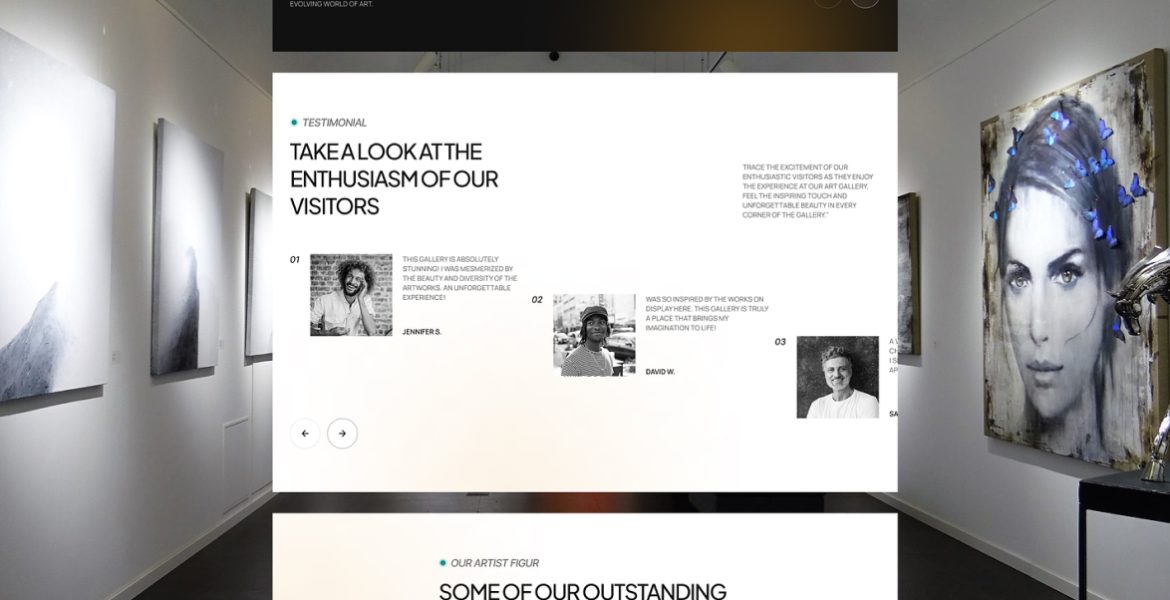 EVOLVING WORLD OF ART.
TESTIMONIAL
TAKE A LOOK AT THE
ENTHUSIASM OF OUR
VISITORS
TRACE THE EXCITEMENT OF OUR
ENTHUSIASTIC VISITORS AS THEY ENJOY
THE EXPERIENCE AT OUR ART GALLERY.
FEEL THE INSPIRING TOUCH AND
UNFORGETTABLE BEAUTY IN EVERY
CORNER OF THE GALLERY."
01
THIS GALLERY IS ABSOLUTELY
STUNNING! I WAS MESMERIZED BY
THE BEAUTY AND DIVERSITY OF THE
ARTWORKS. AN UNFORGETTABLE
EXPERIENCE!
JENNIFER S.
02
WAS SO INSPIRED BY THE WORKS ON
DISPLAY HERE. THIS GALLERY IS TRULY
A PLACE THAT BRINGS MY
IMAGINATION TO LIFE!
DAVID W.
03
OUR ARTIST FIGUR
SOME OF OUR OUTSTANDING